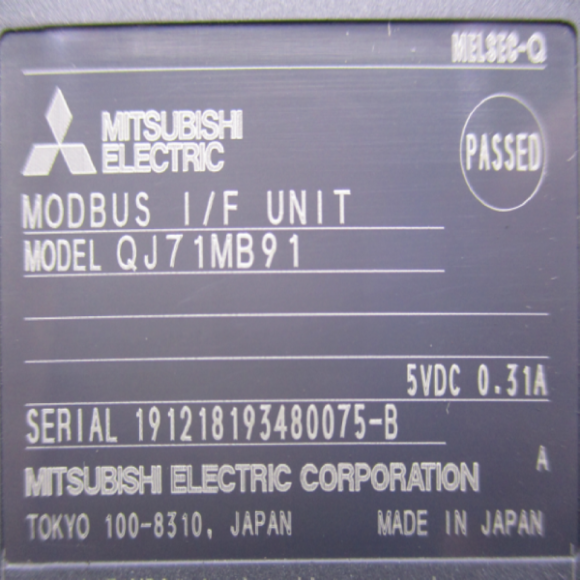 MELSEC-Q
MITSUBISHI
ELECTRIC
PASSED
MODBUS I/F UNIT
MODEL QJ71MB91
5VDC 0.31A
SERIAL 191218193480075-B
A
MITSUBISHI ELECTRIC CORPORATION
TOKYO 100-8310, JAPAN MADE IN JAPAN